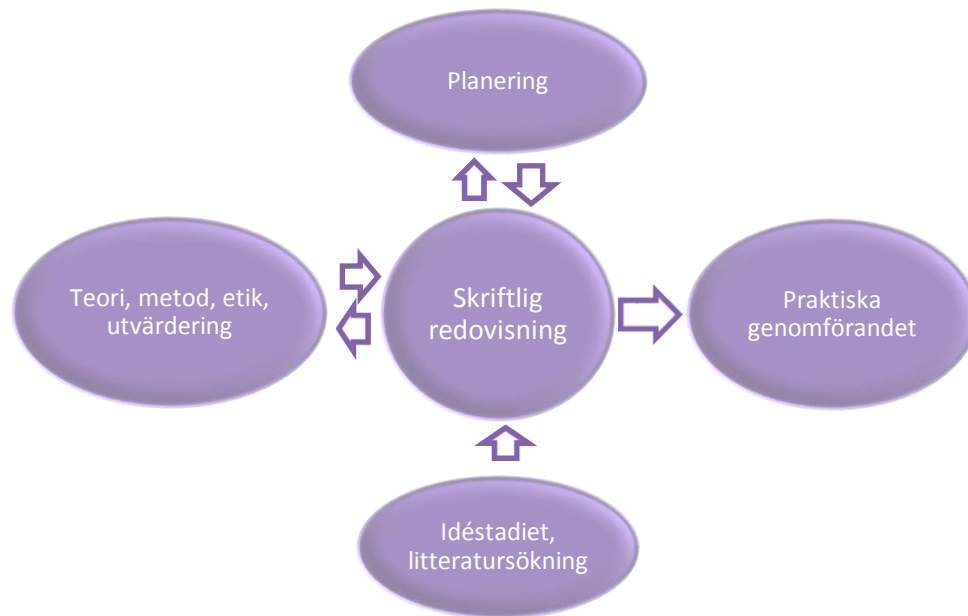 Planering
Teori, metod, etik,
utvärdering
Skriftlig
redovisning
Praktiska
genomförandet
Idéstadiet,
litteratursökning